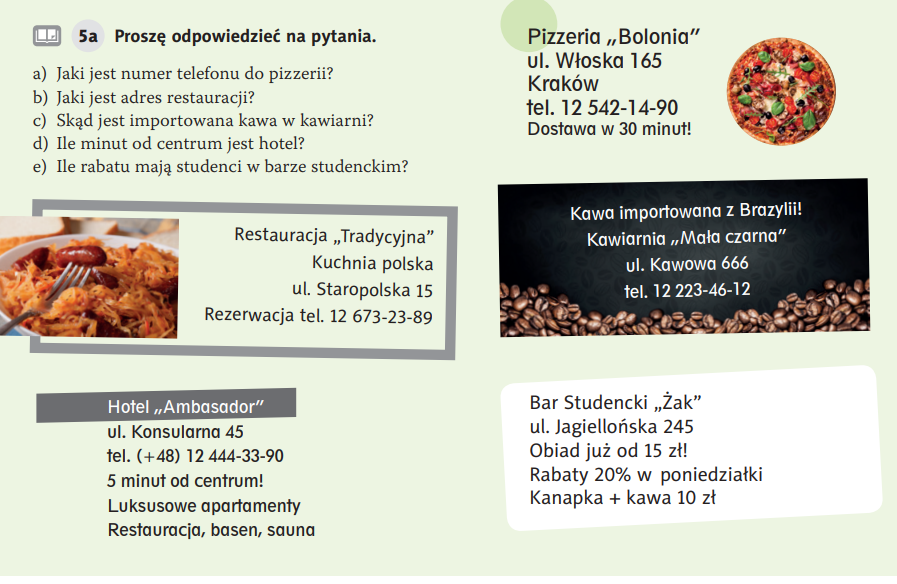 5a Proszę odpowiedzieć na pytania.
a) Jaki jest numer telefonu do pizzerii?
b) Jaki jest adres restauracji?
c) Skąd jest importowana kawa w kawiarni?
d) Ile minut od centrum jest hotel?
e) Ile rabatu mają studenci w barze studenckim?
Pizzeria „Bolonia”
ul. Włoska 165
Kraków
tel. 12 542-14-90
Dostawa w 30 minut!
Restauracja „Tradycyjna”
Kuchnia polska
ul. Staropolska 15
Rezerwacja tel. 12 673-23-89
Kawa importowana z Brazylii!
Kawiarnia „Mała czarna”
ul. Kawowa 666
tel. 12 223-46-12
Hotel „Ambasador”
ul. Konsularna 45
tel. (+48) 12 444-33-90
5 minut od centrum!
Luksusowe apartamenty
Restauracja, basen, sauna
Bar Studencki „Żak”
ul. Jagiellońska 245
Obiad już od 15 zł!
Rabaty 20% w poniedziałki
Kanapka + kawa 10 zł